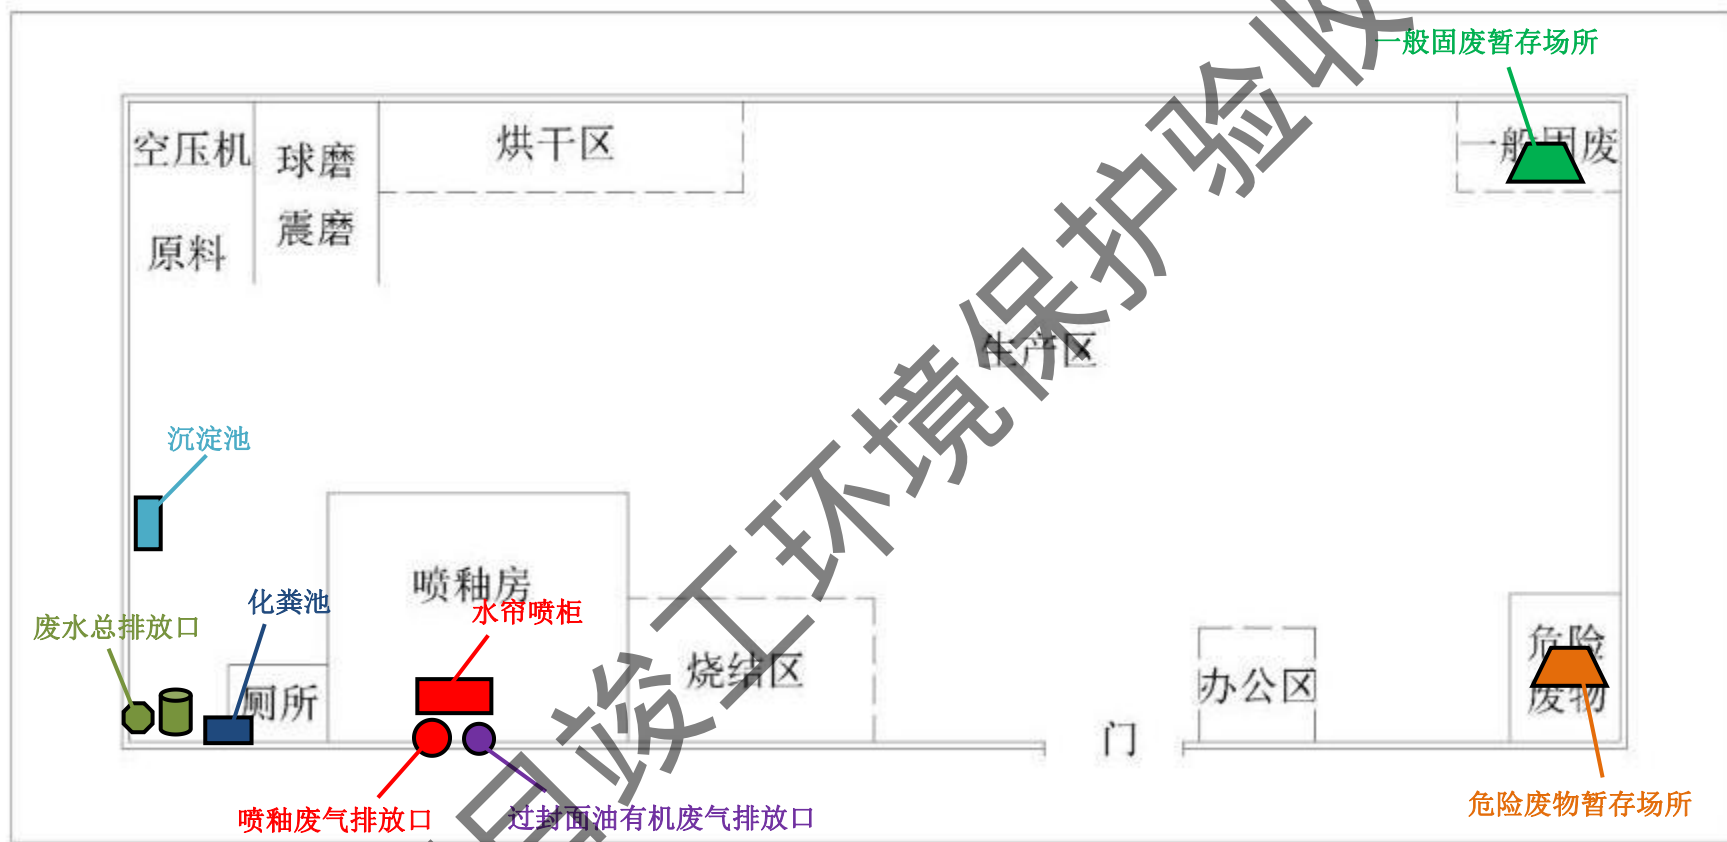 一般固废暂存场所
空压机
球磨
震磨
烘干区
一般固废
原料
生产区
沉淀池
喷釉房
化粪池
水帘喷柜
废水总排放口
烧结区
厕所
办公区
危险
废物
门
喷釉废气排放口
过封面油有机废气排放口
危险废物暂存场所
目竣工环境保护验收